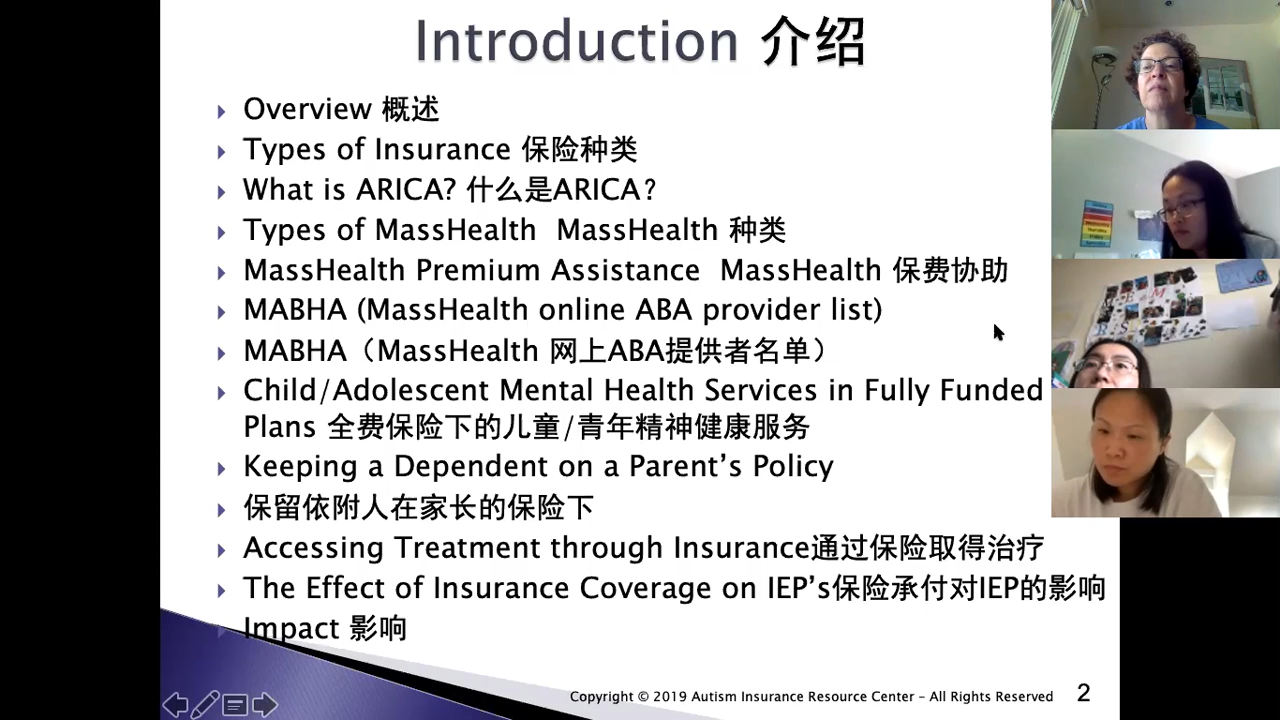 Introduction 介绍
Overview 概述
Types of Insurance 保险种类
What is ARICA? 什么是ARICA？
Types of MassHealth  MassHealth 种类
MassHealth Premium Assistance  MassHealth 保费协助
MABHA (MassHealth online ABA provider list)
MABHA（MassHealth 网上ABA提供者名单）
Child/Adolescent Mental Health Services in Fully Funded
Plans 全费保险下的儿童/青年精神健康服务
Keeping a Dependent on a Parent’s Policy
保留依附人在家长的保险下
Accessing Treatment through Insurance通过保险取得治疗
The Effect of Insurance Coverage on IEP’s保险承付对IEP的影响
Impact 影响
Copyright © 2019 Autism Insurance Resource Center – All Rights Reserved 2